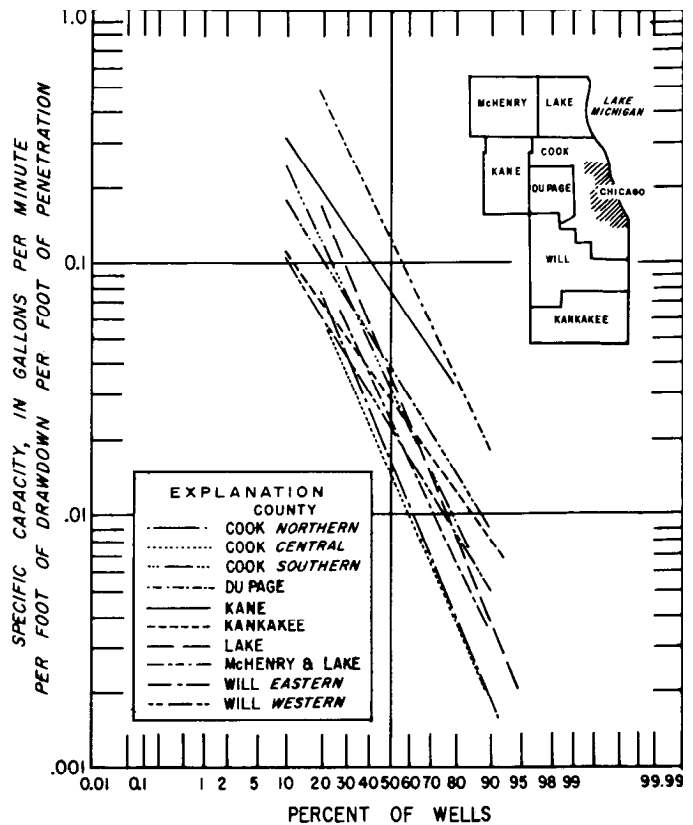 SPECIFIC CAPACITY, IN GALLONS PER MINUTE
PER FOOT OF DRAWDOWN PER FOOT OF PENETRATION
1.0
0.1
.01
.001
McHENRY
LAKE
LAKE
MICHIGAN
COOK
KANE
DU PAGE
CHICAGO
WILL
KANKAKEE
EXPLANATION
COUNTY
COOK NORTHERN
COOK CENTRAL
COOK SOUTHERN
DU PAGE
KANE
KANKAKEE
LAKE
McHENRY & LAKE
WILL EASTERN
WILL WESTERN
0.01 0.1 1 2 5 10 20 30 40 50 60 70 80 90 95 98 99 99.99
PERCENT OF WELLS